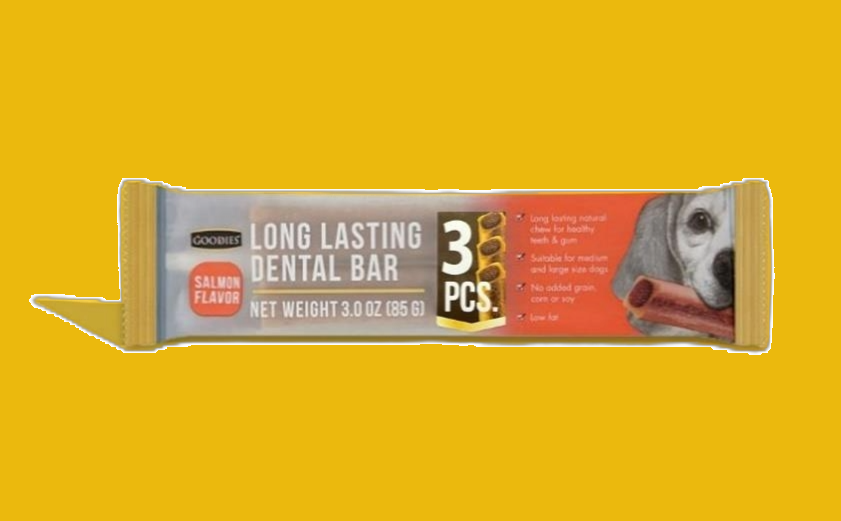 GOODIES
LONG LASTING
DENTAL BAR
SALMON
FLAVOR
NET WEIGHT 3.0 OZ (85 G)
3
PCS.
Long lasting natural
chew for healthy
teeth & gum
Suitable for medium
and large size dogs
No added grain,
corn or soy
Low fat